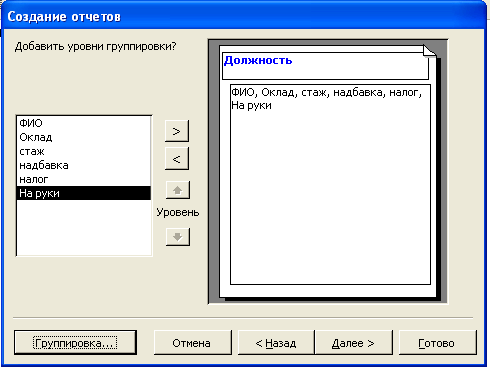 Создание отчетов
Добавить уровни группировки?
ФИО
Оклад
стаж
надбавка
налог
На руки
>
<
Уровень
Должность
ФИО, Оклад, стаж, надбавка, налог,
На руки
Группировка...
Отмена
< Назад
Далее >
Готово